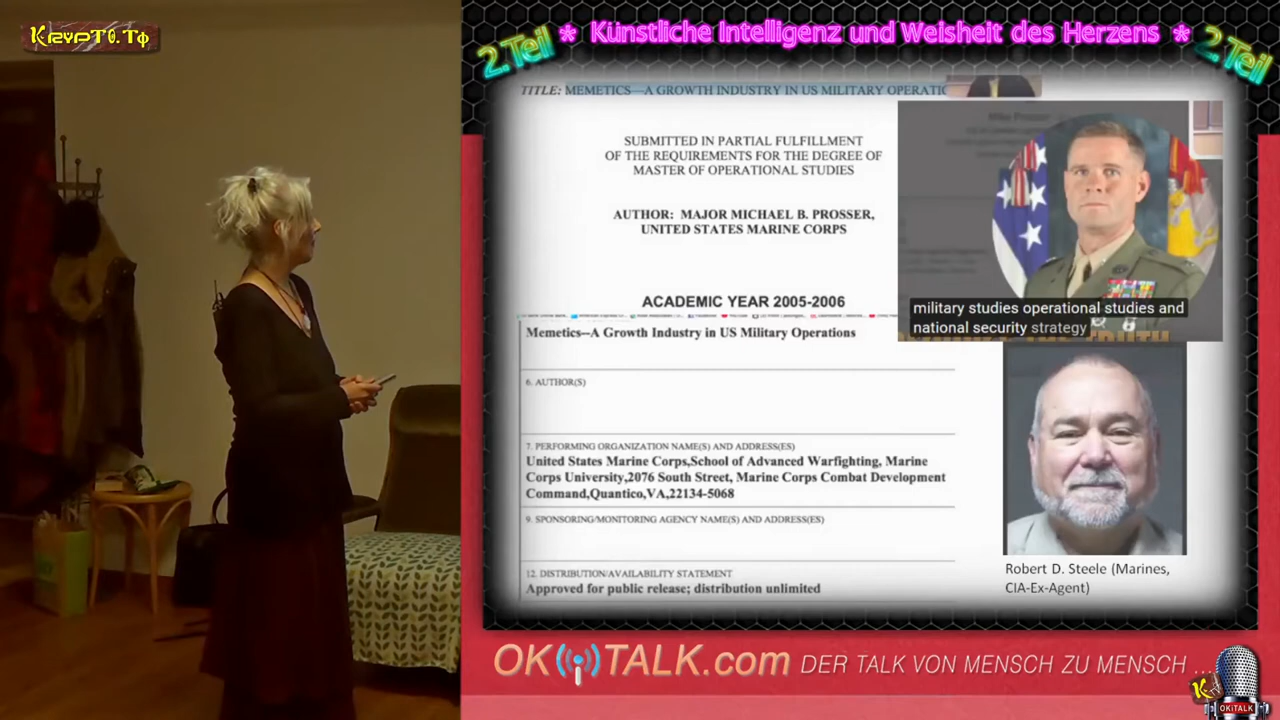 KRYPT0.Tφ
2.Teil * Künstliche Intelligenz und Weisheit des Herzens * 2.Teil
TITLE: MEMETICS—A GROWTH INDUSTRY IN US MILITARY OPERATIO
SUBMITTED IN PARTIAL FULFILLMENT
OF THE REQUIREMENTS FOR THE DEGREE OF
MASTER OF OPERATIONAL STUDIES
AUTHOR: MAJOR MICHAEL B. PROSSER,
UNITED STATES MARINE CORPS
ACADEMIC YEAR 2005-2006
military studies operational studies and
national security strategy
Memetics--A Growth Industry in US Military Operations
6. AUTHOR(S)
7. PERFORMING ORGANIZATION NAME(S) AND ADDRESS(ES)
United States Marine Corps,School of Advanced Warfighting, Marine
Corps University,2076 South Street, Marine Corps Combat Development
Command,Quantico,VA,22134-5068
9. SPONSORING/MONITORING AGENCY NAME(S) AND ADDRESS(ES)
12. DISTRIBUTION/AVAILABILITY STATEMENT
Approved for public release; distribution unlimited
Robert D. Steele (Marines,
CIA-Ex-Agent)
OKiTALK.com DER TALK VON MENSCH ZU MENSCH ...
OKiTALK